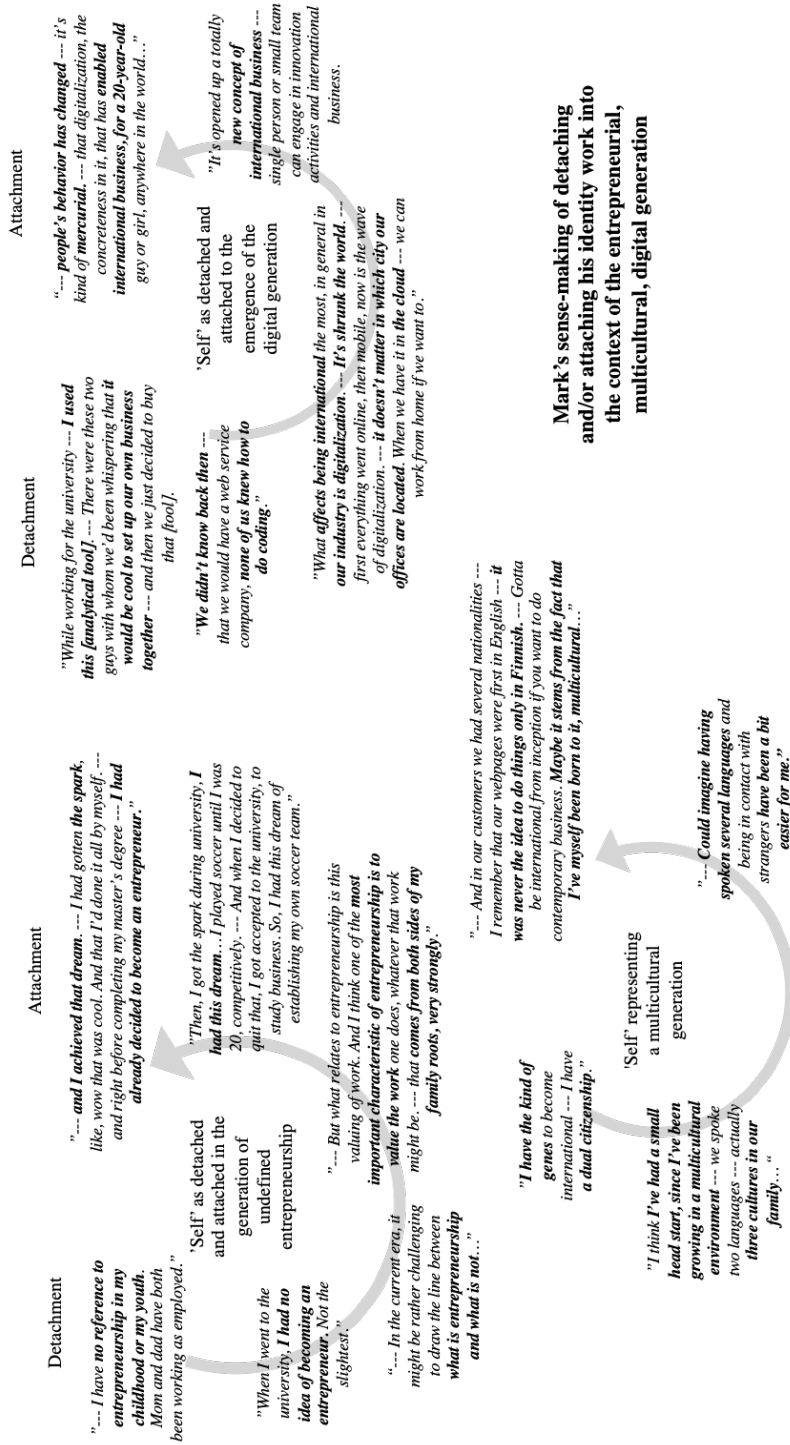 Detachment
Attachment
”--- I have no reference to
entrepreneurship in my
childhood or my youth.
Mom and dad have both
been working as employed.”
”--- and I achieved that dream. --- I had gotten the spark,
like, wow that was cool. And that I’d done it all by myself. ---
and right before completing my master’s degree --- I had
already decided to become an entrepreneur.”
'Self' as detached
and attached in the
generation of
undefined
entrepreneurship
”Then, I got the spark during university, I
had this dream…I played soccer until I was
20, competitively. --- And when I decided to
quit that, I got accepted to the university, to
study business. So, I had this dream of
establishing my own soccer team.”
”When I went to the
university, I had no
idea of becoming an
entrepreneur. Not the
slightest.”
”--- But what relates to entrepreneurship is this
valuing of work. And I think one of the most
important characteristic of entrepreneurship is to
value the work one does, whatever that work
might be. --- that comes from both sides of my
family roots, very strongly.”
“--- In the current era, it
might be rather challenging
to draw the line between
what is entrepreneurship
and what is not…”
Detachment
Attachment
”While working for the university --- I used
this [analytical tool]. --- There were these two
guys with whom we’d been whispering that it
would be cool to set up our own business
together --- and then we just decided to buy
that [tool].
“--- people’s behavior has changed --- it’s
kind of mercurial. --- that digitalization, the
concreteness in it, that has enabled
international business, for a 20-year-old
guy or girl, anywhere in the world…”
”We didn’t know back then ---
that we would have a web service
company, none of us knew how to
do coding.”
'Self' as detached and
attached to the
emergence of the
digital generation
”It’s opened up a totally
new concept of
international business ---
single person or small team
can engage in innovation
activities and international
business.
”What affects being international the most, in general in
our industry is digitalization. --- It’s shrunk the world. ---
first everything went online, then mobile, now is the wave
of digitalization. --- it doesn’t matter in which city our
offices are located. When we have it in the cloud --- we can
work from home if we want to.”
”I have the kind of
genes to become
international --- I have
a dual citizenship.”
”--- And in our customers we had several nationalities ---
I remember that our webpages were first in English --- it
was never the idea to do things only in Finnish. --- Gotta
be international from inception if you want to do
contemporary business. Maybe it stems from the fact that
I’ve myself been born to it, multicultural…”
'Self' representing
a multicultural
generation
”I think I’ve had a small
head start, since I’ve been
growing in a multicultural
environment --- we spoke
two languages --- actually
three cultures in our
family… “
”--- Could imagine having
spoken several languages and
being in contact with
strangers have been a bit
easier for me.”
Mark’s sense-making of detaching
and/or attaching his identity work into
the context of the entrepreneurial,
multicultural, digital generation